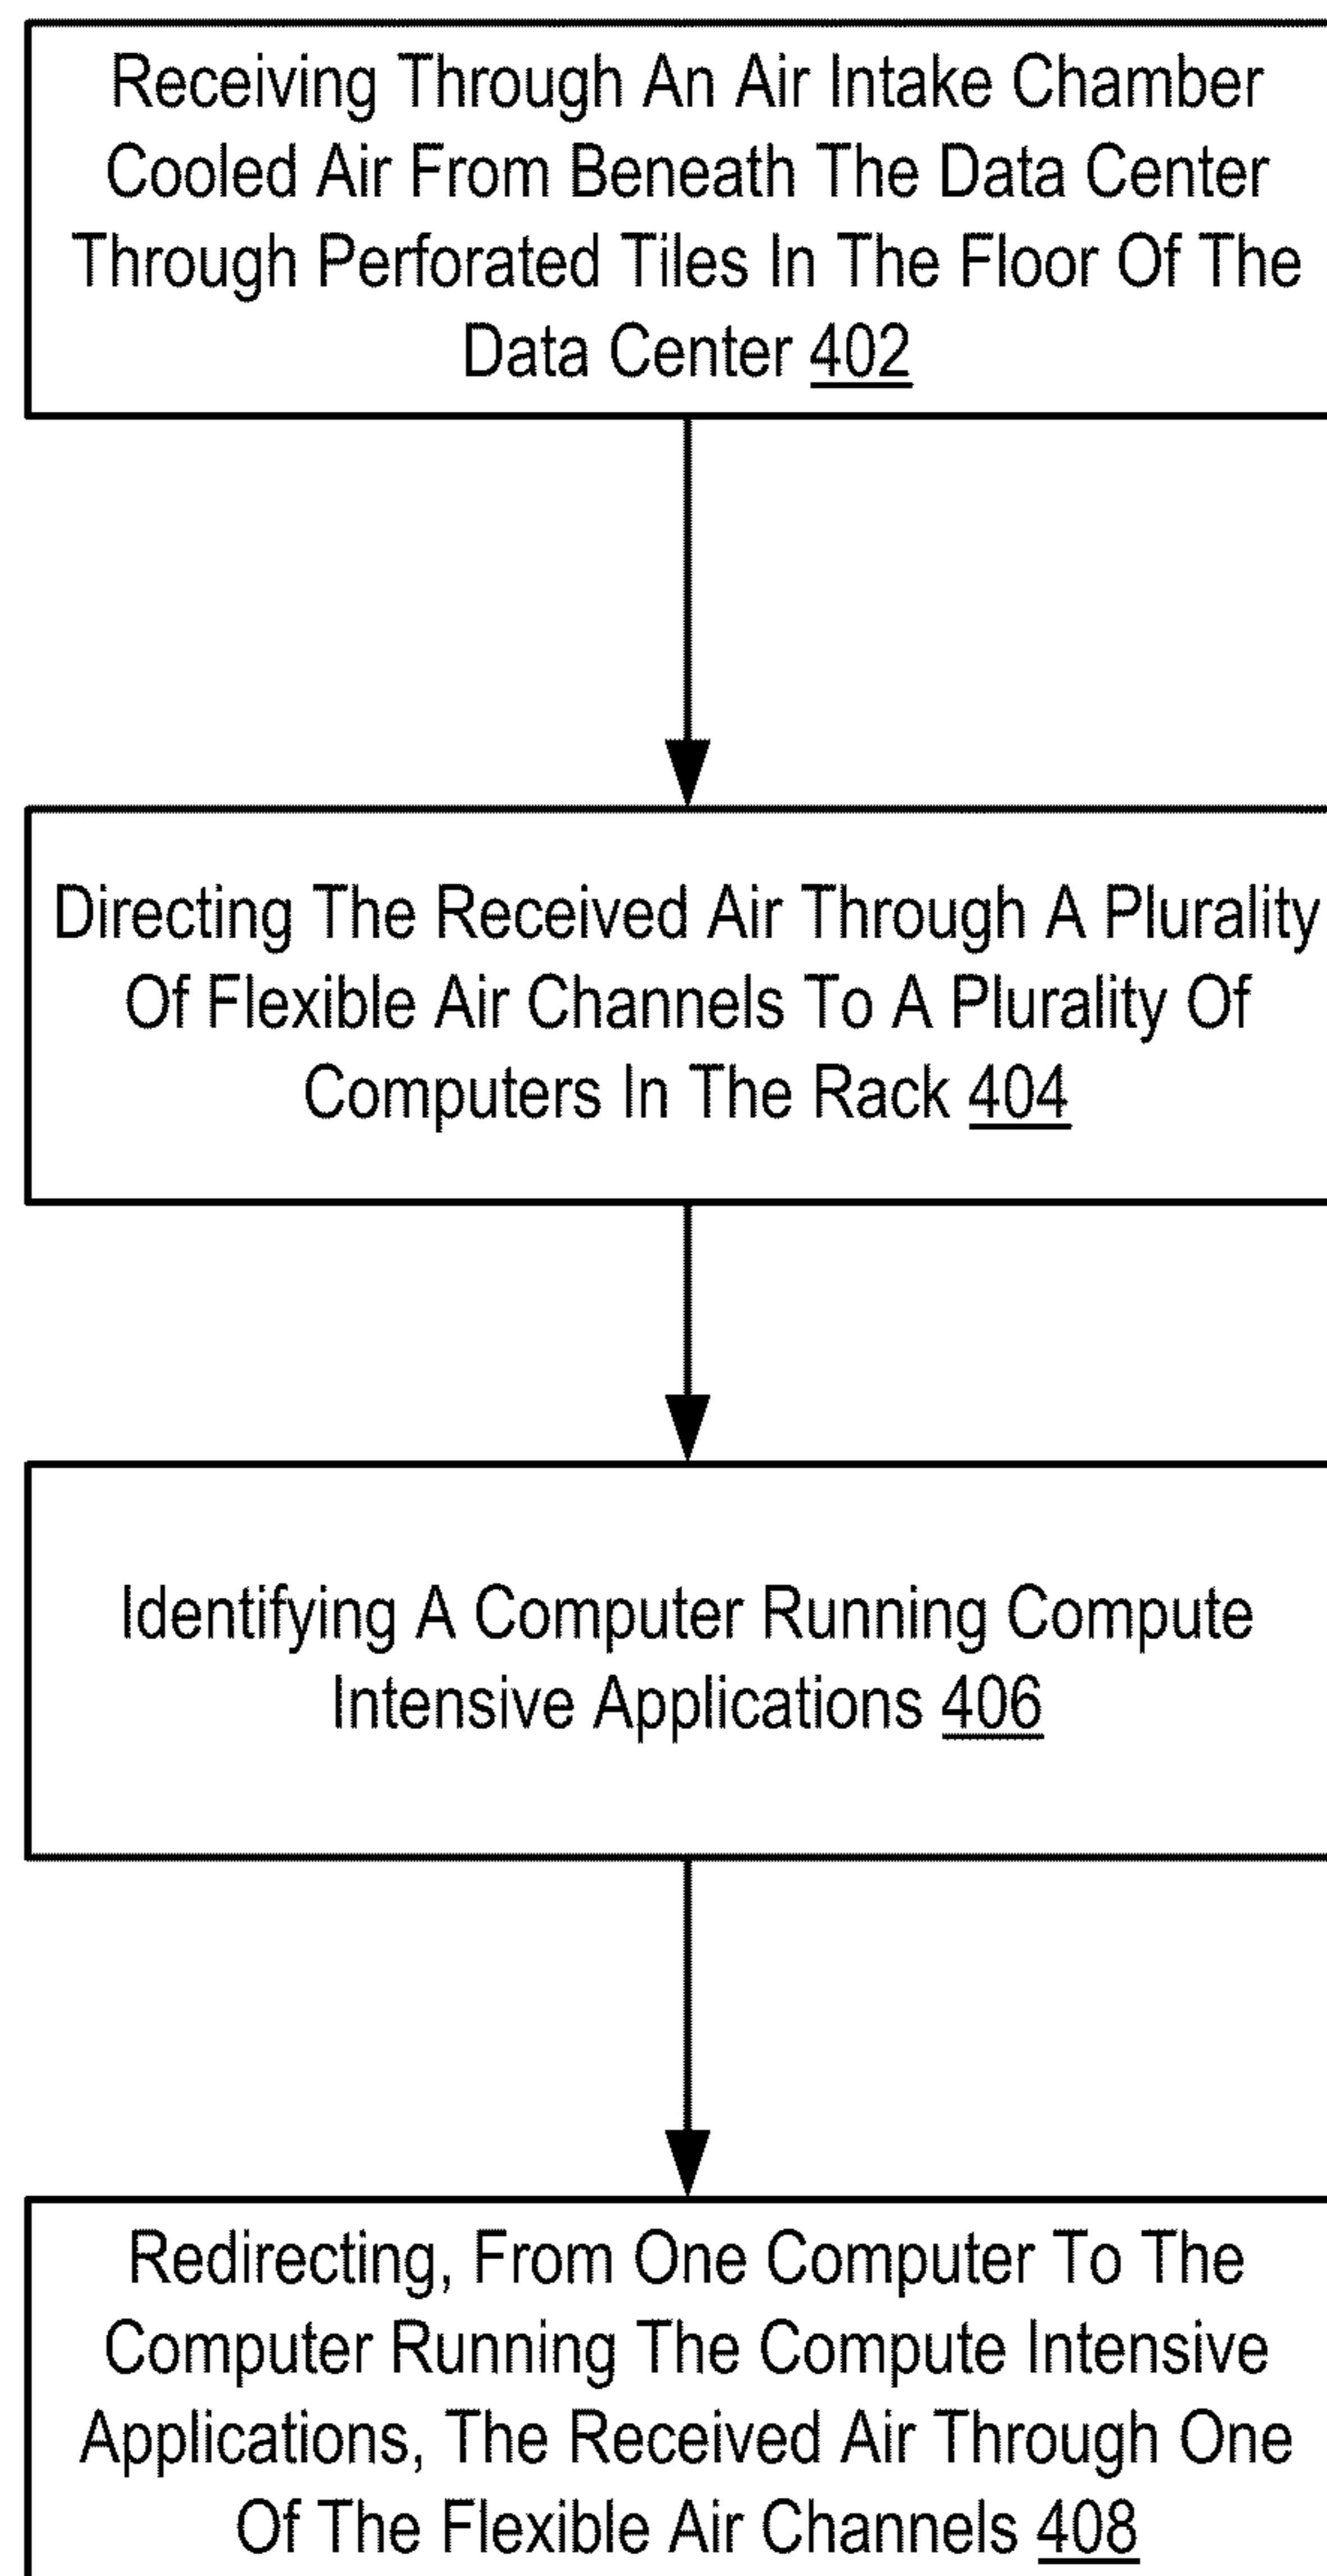 Receiving Through An Air Intake Chamber
Cooled Air From Beneath The Data Center
Through Perforated Tiles In The Floor Of The
Data Center 402
Directing The Received Air Through A Plurality
Of Flexible Air Channels To A Plurality Of
Computers In The Rack 404
Identifying A Computer Running Compute
Intensive Applications 406
Redirecting, From One Computer To The
Computer Running The Compute Intensive
Applications, The Received Air Through One
Of The Flexible Air Channels 408